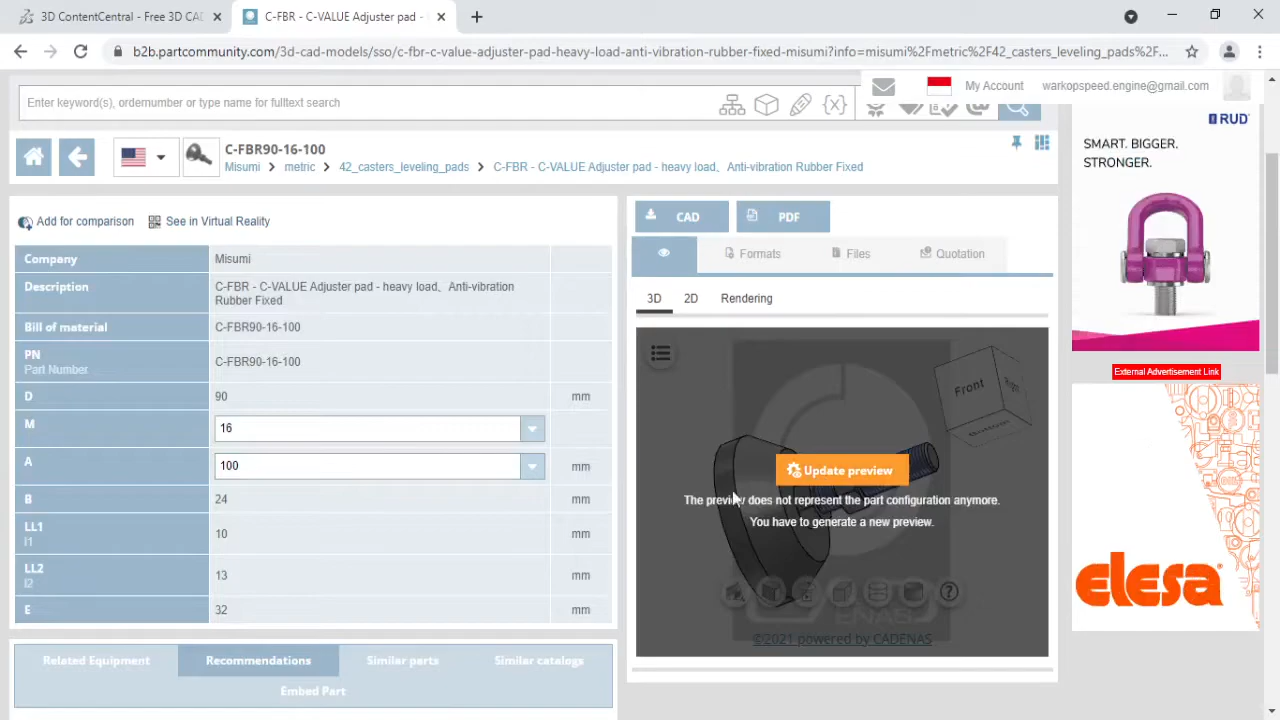 3D ContentCentral - Free 3D CAD
C-FBR - C-VALUE Adjuster pad -
b2b.partcommunity.com/3d-cad-models/sso/c-fbr-c-value-adjuster-pad-heavy-load-anti-vibration-rubber-fixed-misumi?info=misumi%2Fmetric%2F42_casters_leveling_pads%2F...
My Account
warkopspeed.engine@gmail.com
Enter keyword(s), ordernumber or type name for fulltext search
C-FBR90-16-100
Misumi > metric > 42_casters_leveling_pads > C-FBR - C-VALUE Adjuster pad - heavy load、Anti-vibration Rubber Fixed
Add for comparison
See in Virtual Reality
Company
Misumi
Description
C-FBR - C-VALUE Adjuster pad - heavy load、Anti-vibration
Rubber Fixed
Bill of material
C-FBR90-16-100
PN
Part Number
C-FBR90-16-100
D
90
mm
M
16
A
100
mm
B
24
mm
LL1
l1
10
mm
LL2
l2
13
mm
E
32
mm
Related Equipment
Recommendations
Similar parts
Similar catalogs
Embed Part
CAD
PDF
Formats
Files
Quotation
3D
2D
Rendering
Front
Right
Bottom
Update preview
The preview does not represent the part configuration anymore.
You have to generate a new preview.
?
ENAS
©2021 powered by CADENAS
RUD
SMART. BIGGER.
STRONGER.
External Advertisement Link
elesa